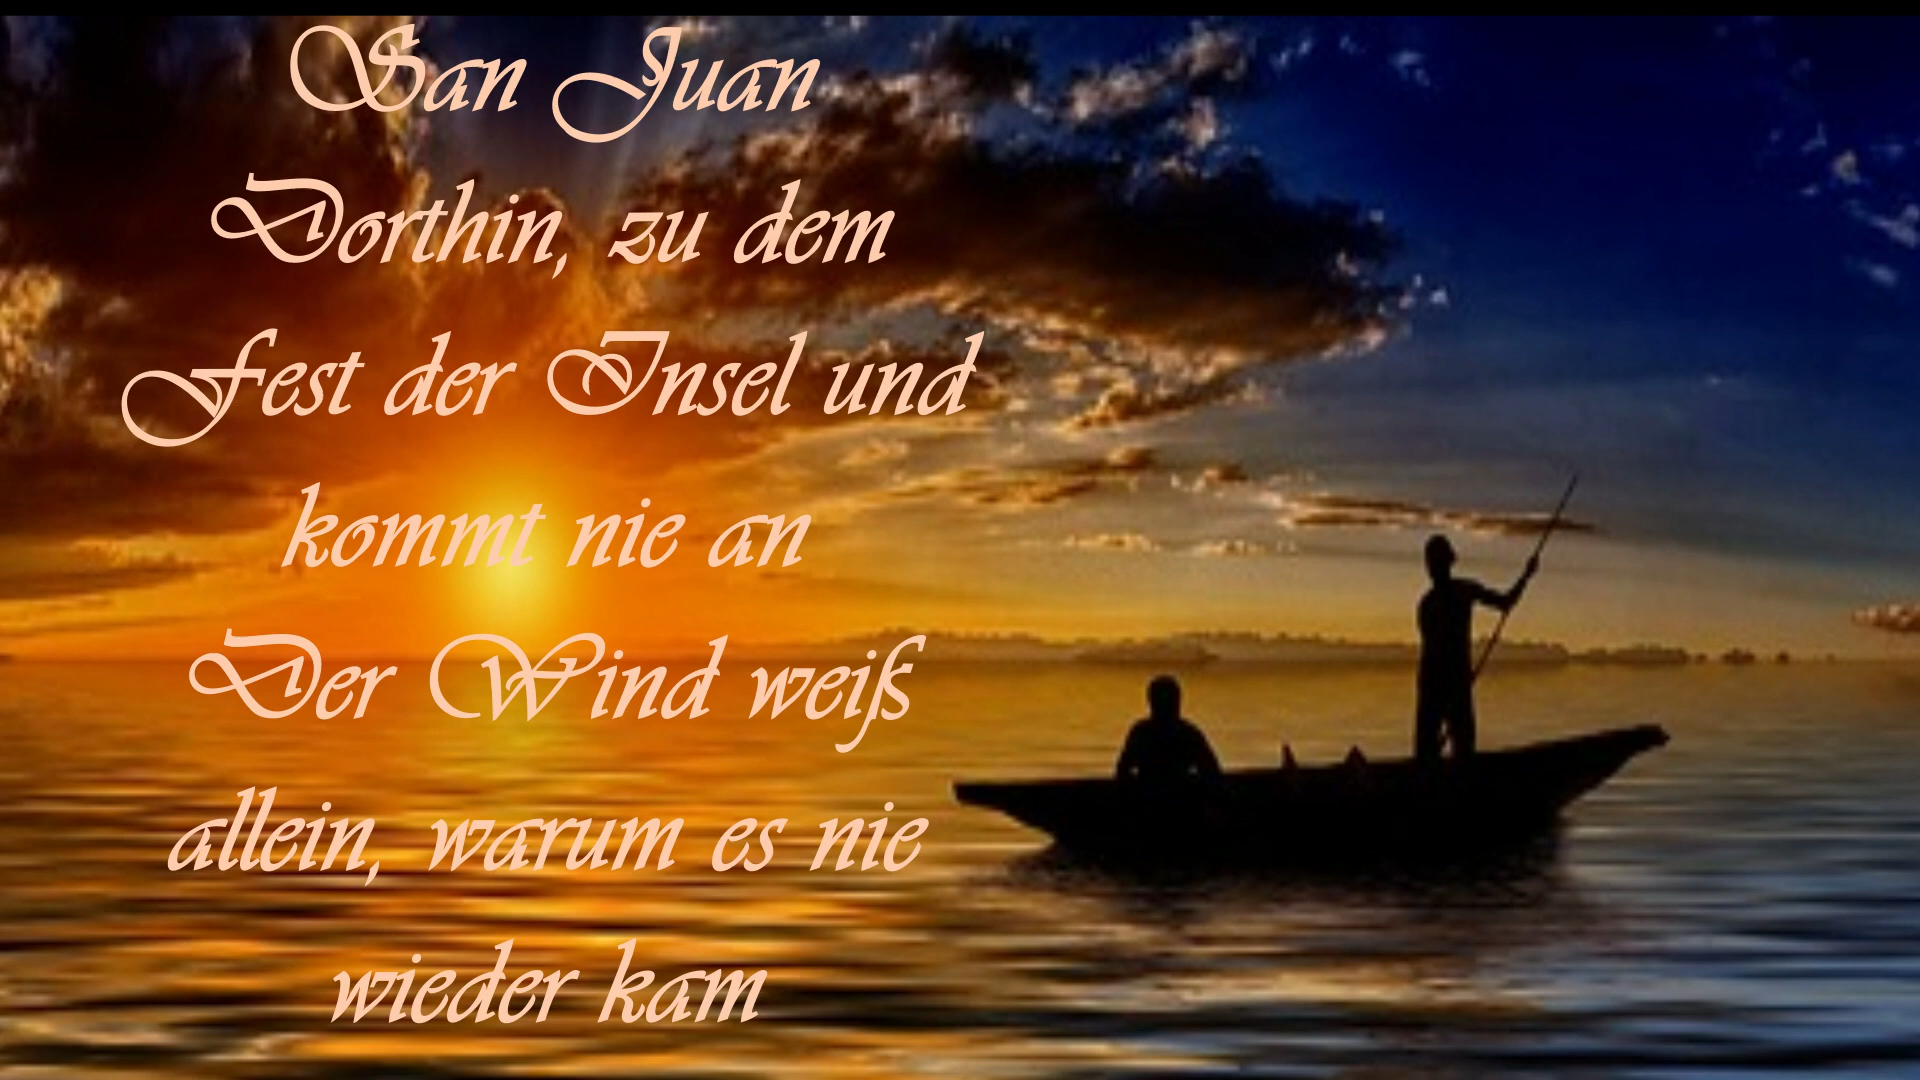 San Juan
Dorthin, zu dem
Fest der Insel und
kommt nie an
Der Wind weiß
allein, warum es nie
wieder kam